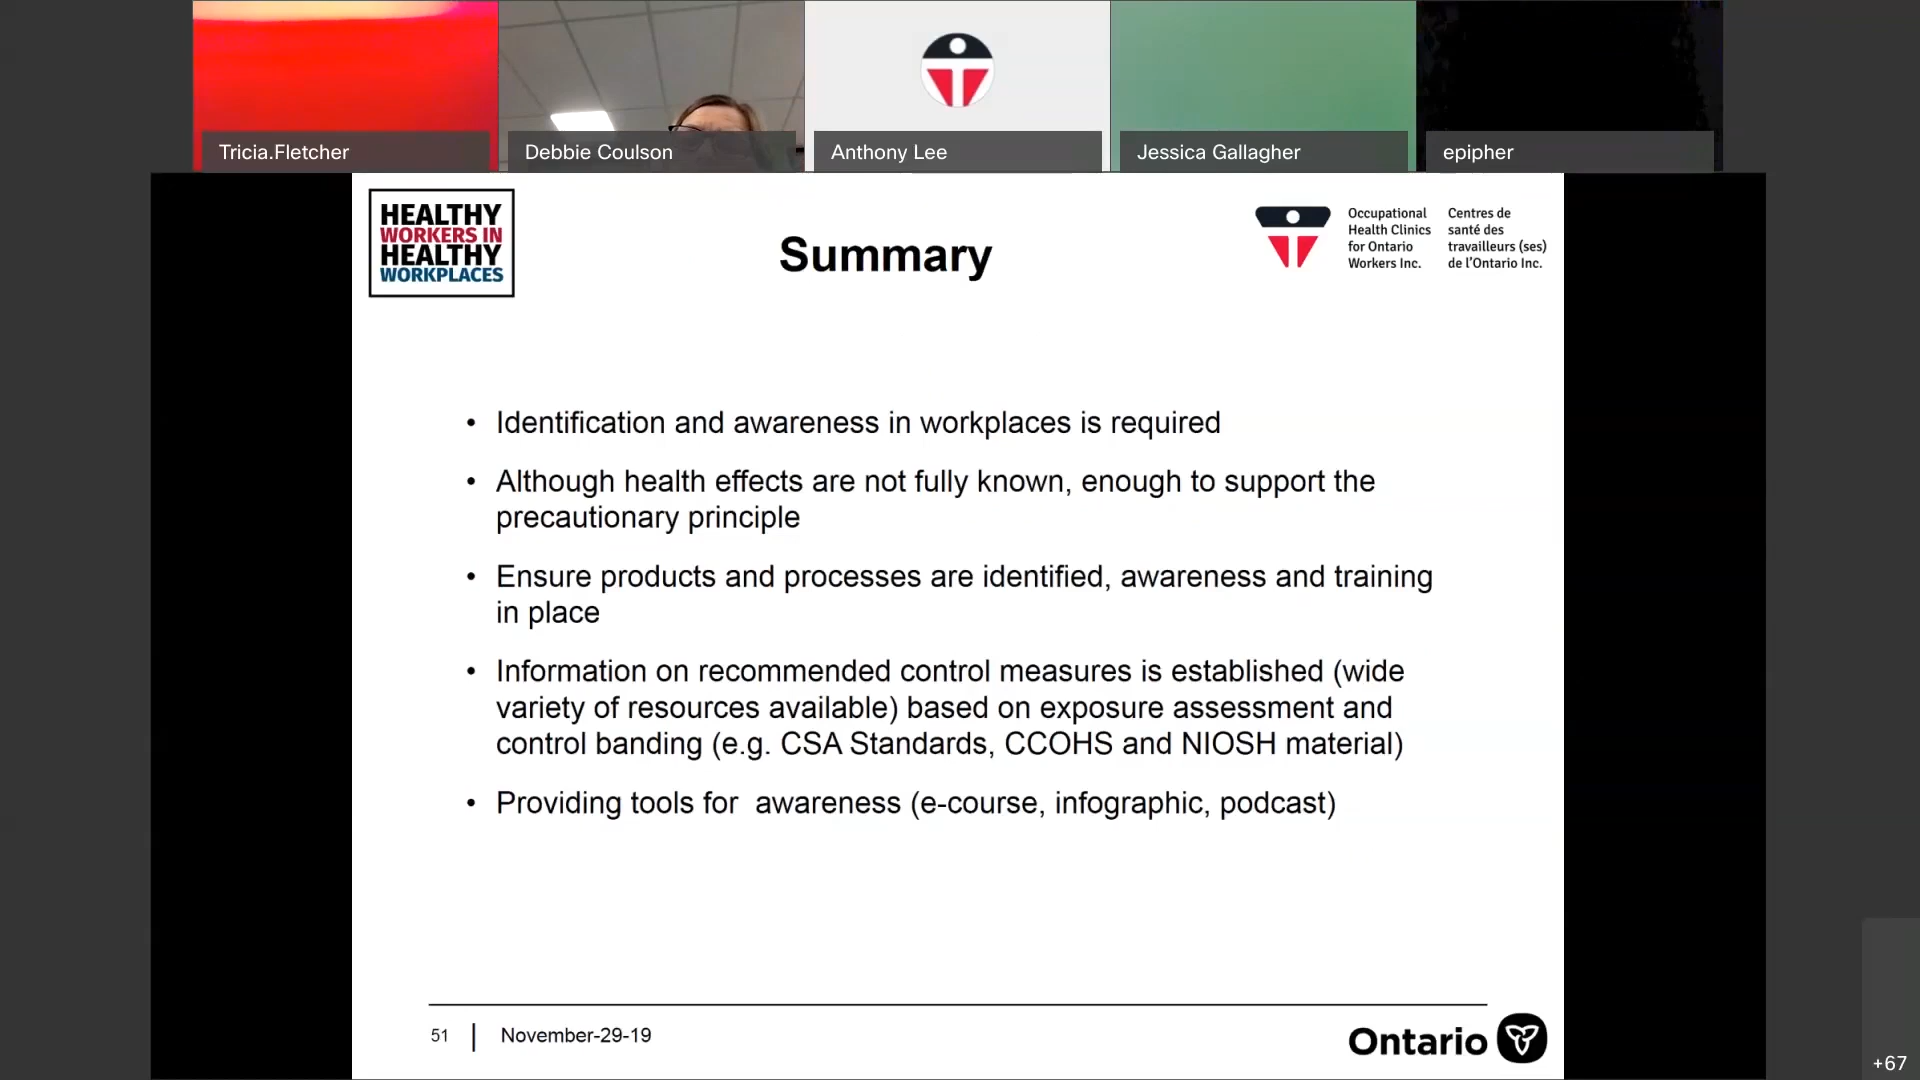 Tricia.Fletcher
Debbie Coulson
Anthony Lee
Jessica Gallagher
epipher
HEALTHY
WORKERS IN
HEALTHY
WORKPLACES
Summary
Occupational
Health Clinics
for Ontario
Workers Inc.
Centres de
santé des
travailleurs (ses)
de l'Ontario Inc.
• Identification and awareness in workplaces is required
• Although health effects are not fully known, enough to support the
precautionary principle
• Ensure products and processes are identified, awareness and training
in place
• Information on recommended control measures is established (wide
variety of resources available) based on exposure assessment and
control banding (e.g. CSA Standards, CCOHS and NIOSH material)
• Providing tools for  awareness (e-course, infographic, podcast)
51 | November-29-19
Ontario
+67